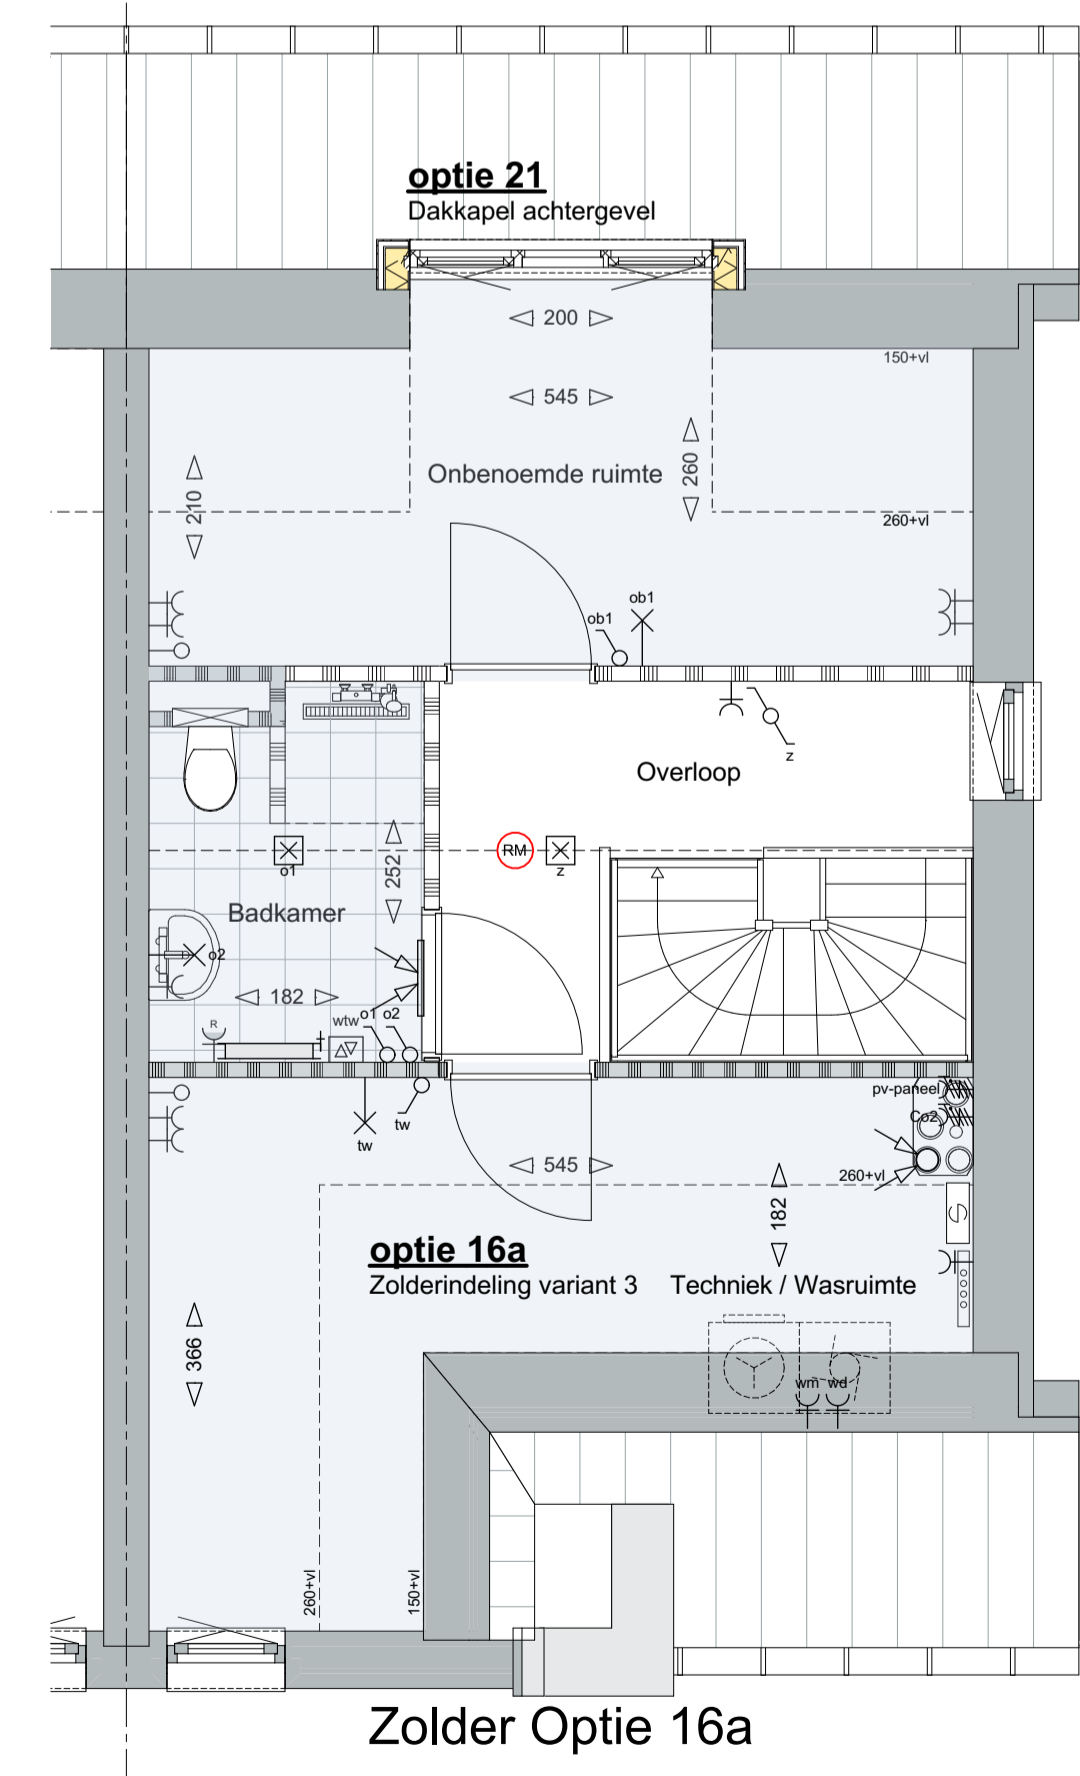 optie 21
Dakkapel achtergevel
200
545
150+vl
Onbenoemde ruimte
260
210
260+vl
ob1
ob1
z
Overloop
RM
z
o1
252
Badkamer
o2
182
R
wtw
o1 o2
tw
tw
pv-paneel
Co2
545
260+vl
182
optie 16a
Zolderindeling variant 3
Techniek / Wasruimte
366
wm wd
260+vl
150+vl
Zolder Optie 16a